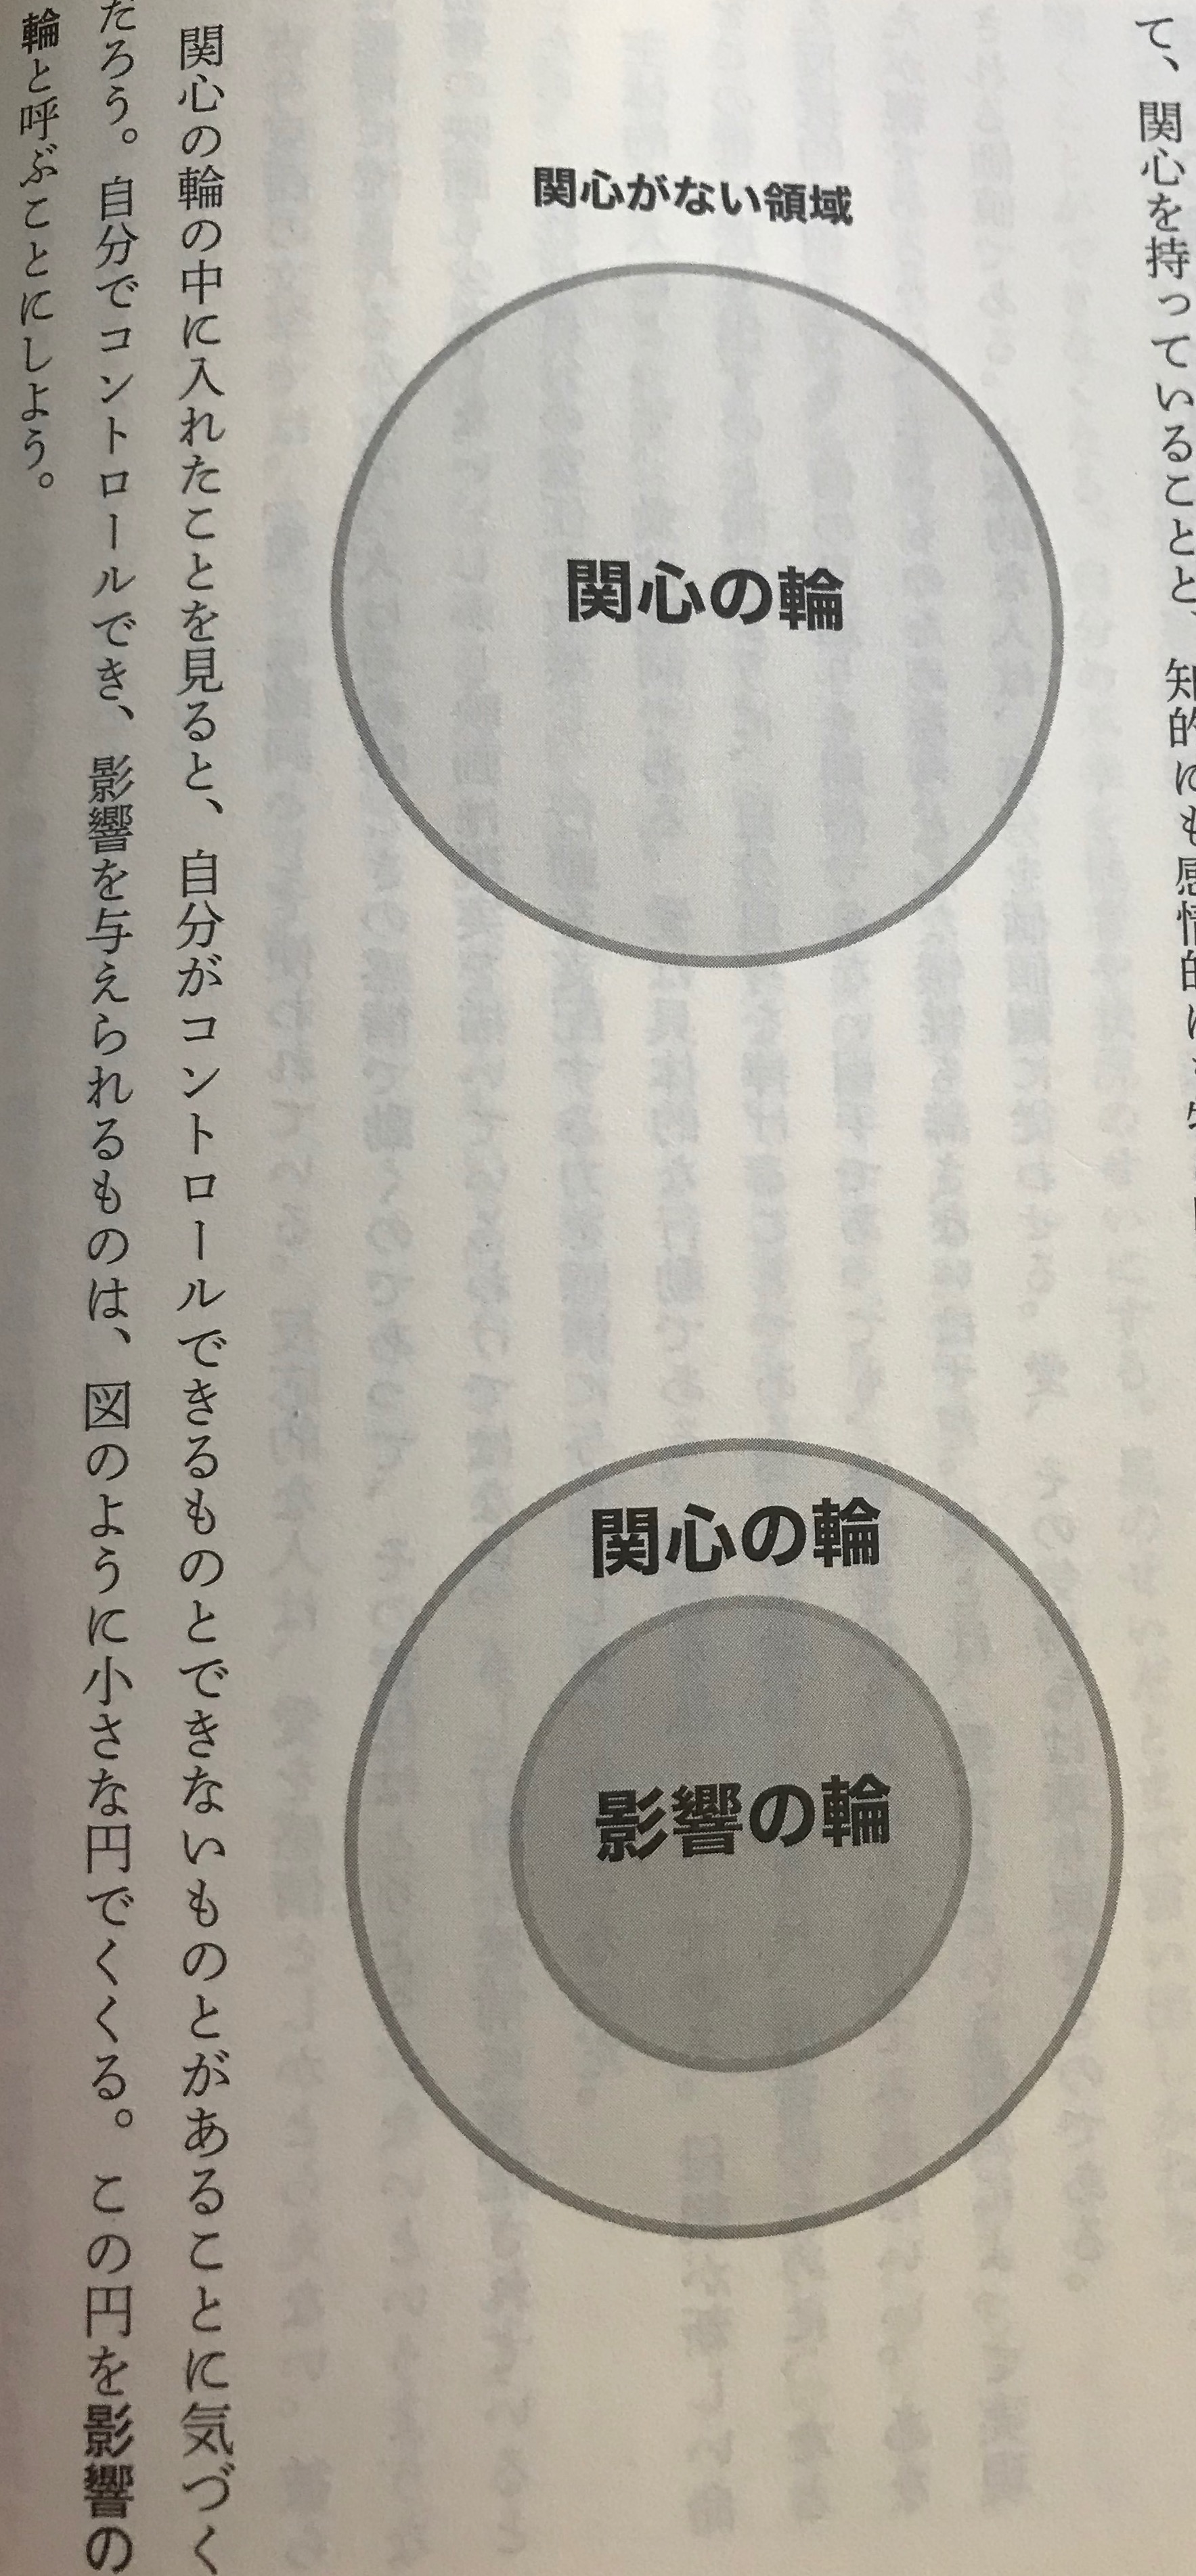 て、関心を持っていることと、知的にも感情的に
関心がない領域
関心の輪
関心の輪
影響の輪
関心の輪の中に入れたことを見ると、自分がコントロールできるものとできないものとがあることに気づく
だろう。自分でコントロールでき、影響を与えられるものは、図のように小さな円でくくる。この円を影響の
輪と呼ぶことにしよう。